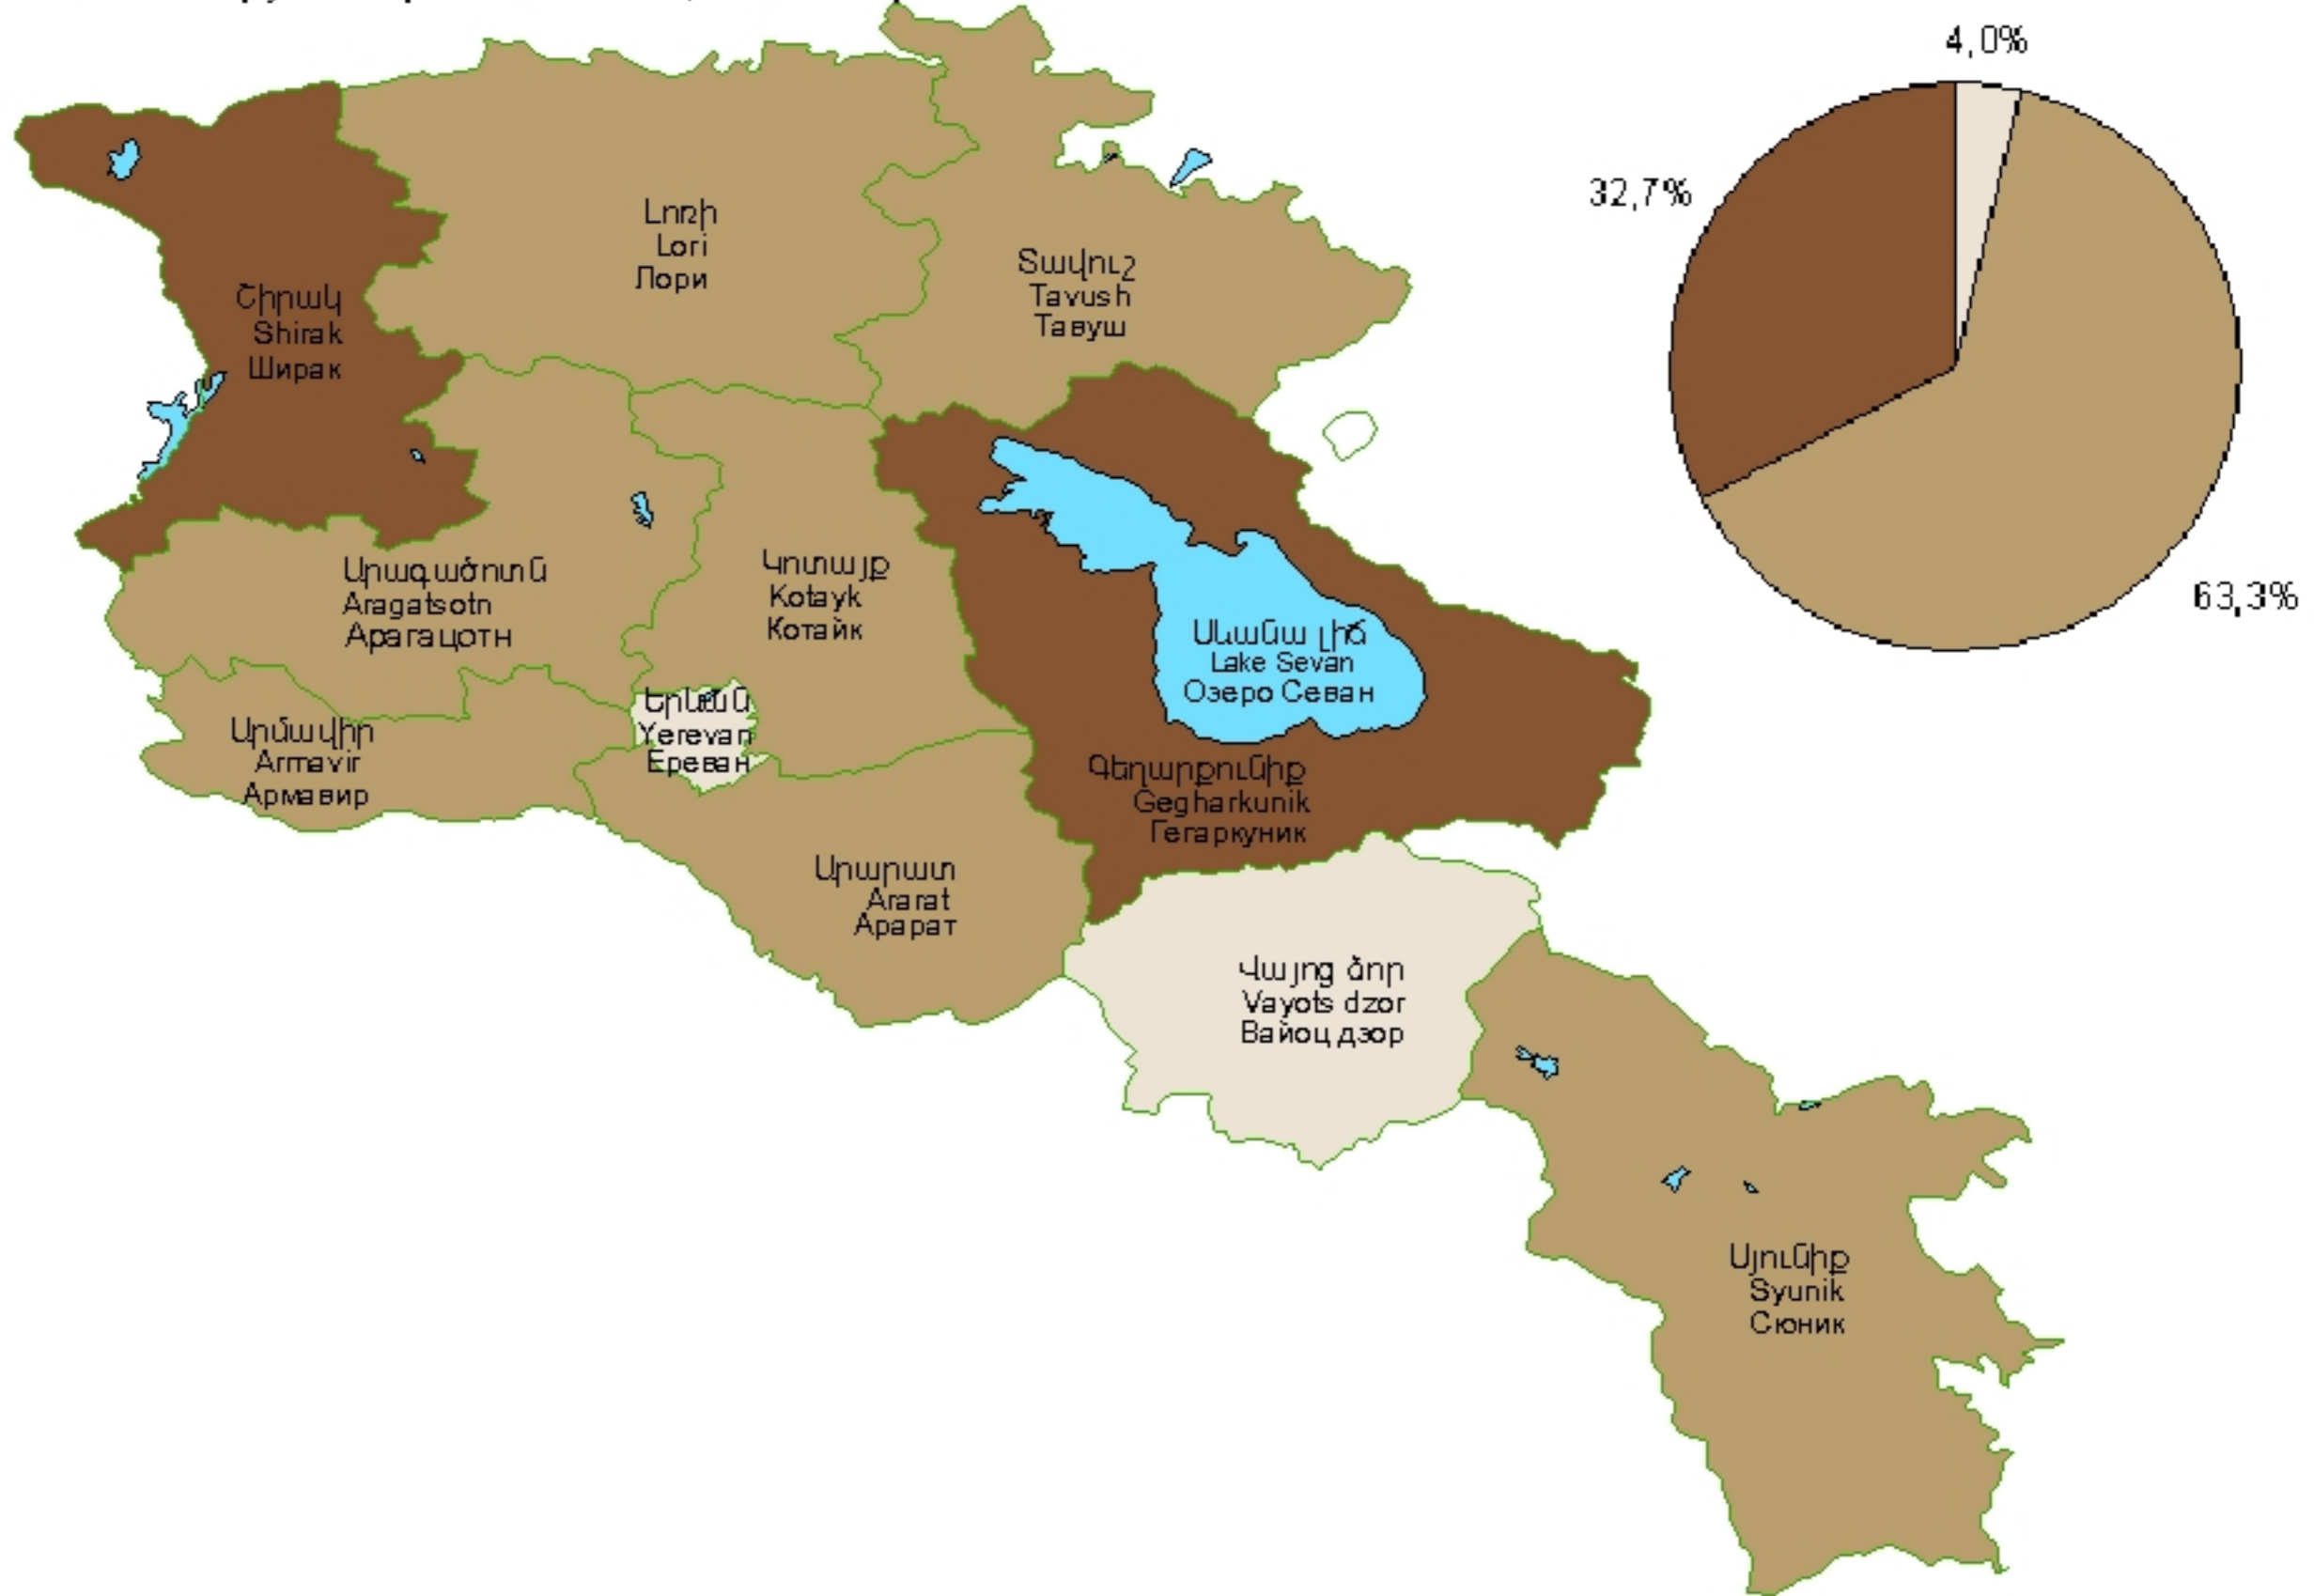 4,0%
32,7%
63,3%
Լոռի
Lori
Лори
Տավուշ
Tavush
Тавуш
Շիրակ
Shirak
Ширак
Արագածոտն
Aragatsotn
Арагацотн
Կոտայք
Kotayk
Котайк
Սևանա լիճ
Lake Sevan
Озеро Севан
Երևան
Yerevan
Ереван
Արմավիր
Armavir
Армавир
Գեղարքունիք
Gegharkunik
Гегаркуник
Արարատ
Ararat
Арарат
Վայոց ձոր
Vayots dzor
Вайоц дзор
Սյունիք
Syunik
Сюник